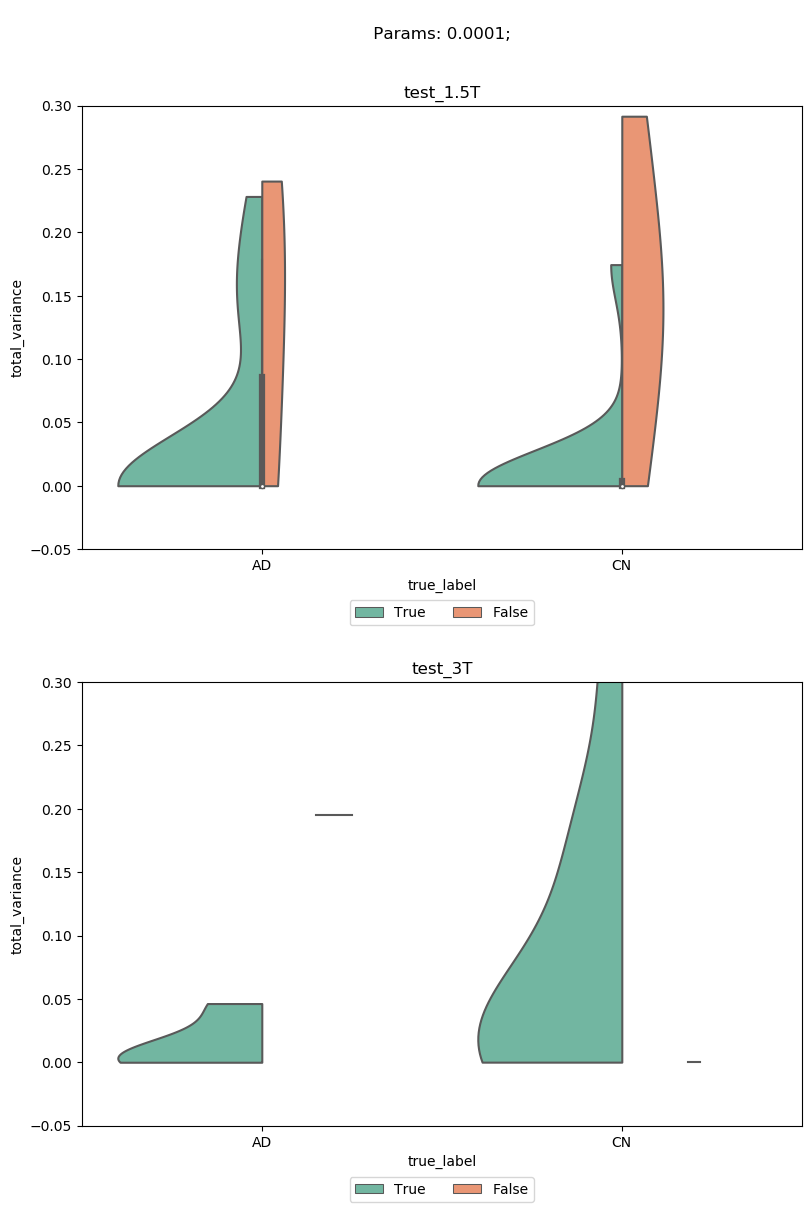 Params: 0.0001;
test_1.5T
0.30
0.25
0.20
0.15
0.10
0.05
0.00
−0.05
total_variance
AD CN
true_label
True False
test_3T
0.30
0.25
0.20
0.15
0.10
0.05
0.00
−0.05
total_variance
AD CN
true_label
True False